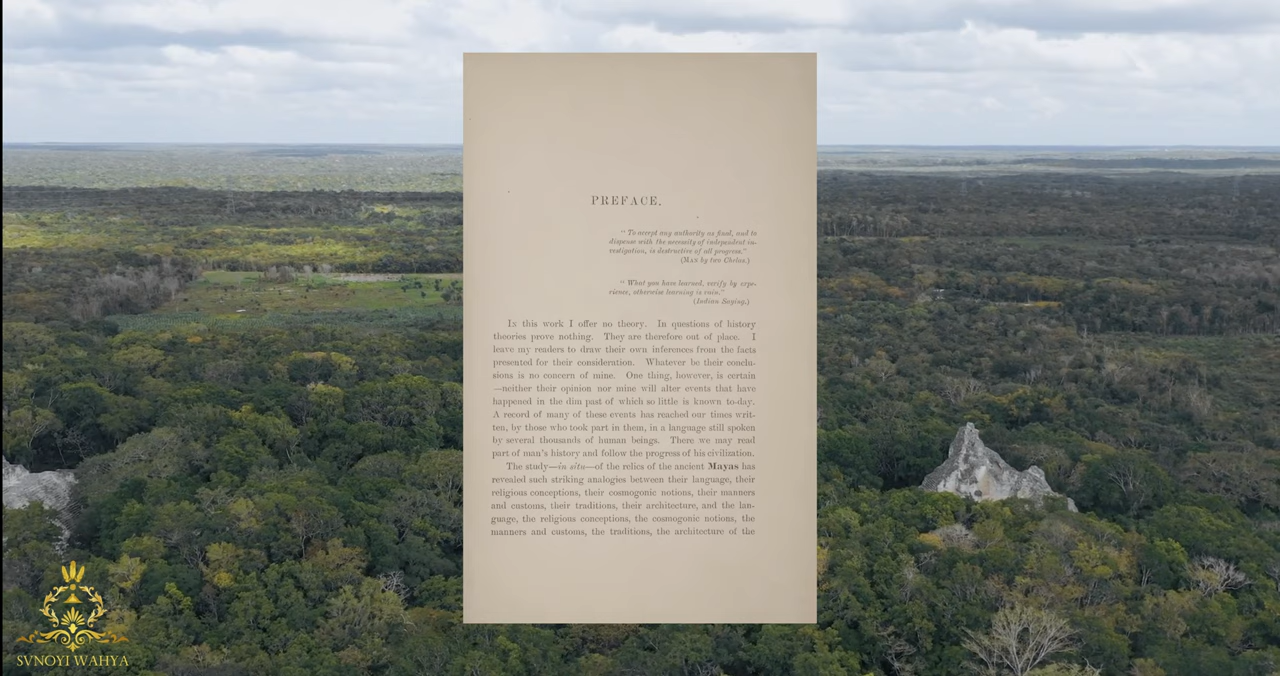 PREFACE.
"To accept any authority as final, and to
dispense with the necessity of independent in-
vestigation, is destructive of all progress."
(MAN by two Chelas.)
"What you have learned, verify by expe-
rience, otherwise learning is vain."
(Indian Saying.)
IN this work I offer no theory. In questions of history
theories prove nothing. They are therefore out of place. I
leave my readers to draw their own inferences from the facts
presented for their consideration. Whatever be their conclu-
sions is no concern of mine. One thing, however, is certain
—neither their opinion nor mine will alter events that have
happened in the dim past of which so little is known to-day.
A record of many of these events has reached our times writ-
ten, by those who took part in them, in a language still spoken
by several thousands of human beings. There we may read
part of man's history and follow the progress of his civilization.
The study—in situ—of the relics of the ancient Mayas has
revealed such striking analogies between their language, their
religious conceptions, their cosmogonic notions, their manners
and customs, their traditions, their architecture, and the lan-
guage, the religious conceptions, the cosmogonic notions, the
manners and customs, the traditions, the architecture of the
SVNOYI WAHYA